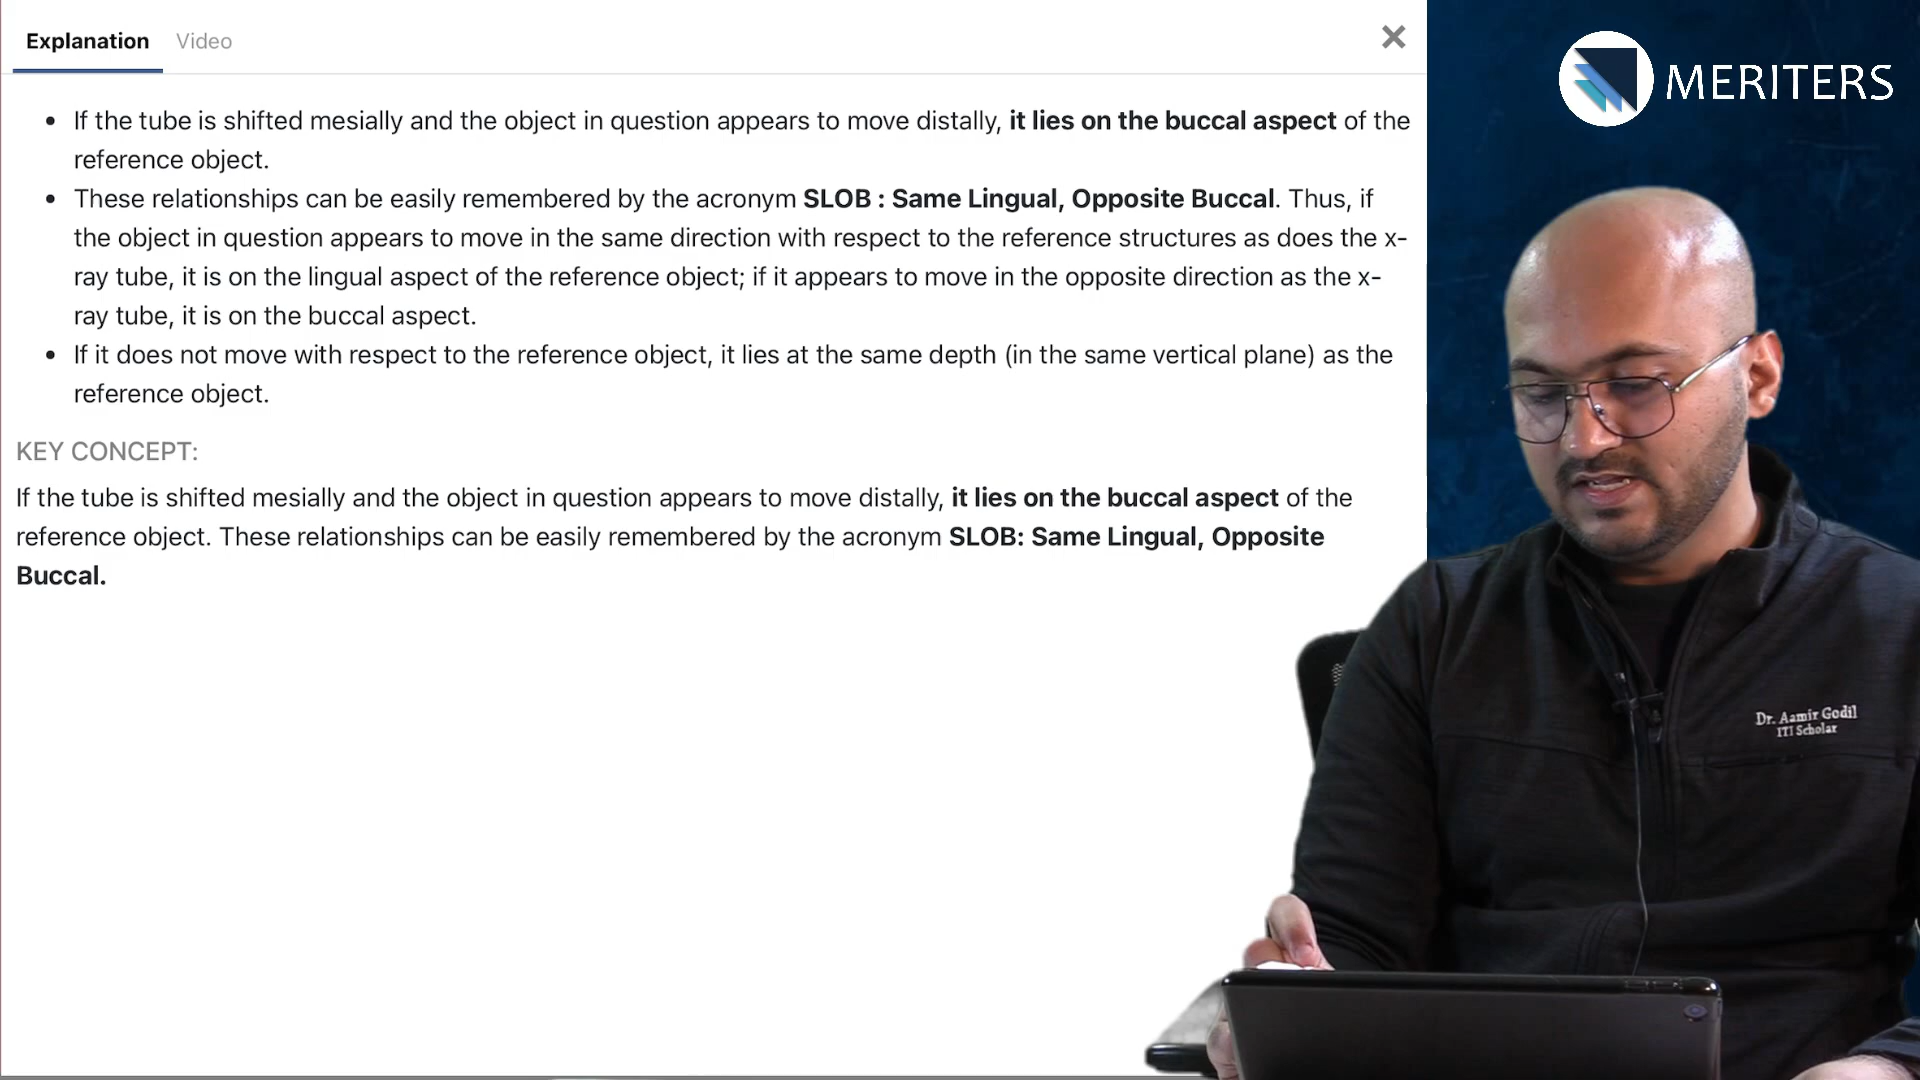 Explanation Video
MERITERS
• If the tube is shifted mesially and the object in question appears to move distally, it lies on the buccal aspect of the
reference object.
• These relationships can be easily remembered by the acronym SLOB : Same Lingual, Opposite Buccal. Thus, if
the object in question appears to move in the same direction with respect to the reference structures as does the x-
ray tube, it is on the lingual aspect of the reference object; if it appears to move in the opposite direction as the x-
ray tube, it is on the buccal aspect.
• If it does not move with respect to the reference object, it lies at the same depth (in the same vertical plane) as the
reference object.
KEY CONCEPT:
If the tube is shifted mesially and the object in question appears to move distally, it lies on the buccal aspect of the
reference object. These relationships can be easily remembered by the acronym SLOB: Same Lingual, Opposite
Buccal.
Dr. Aamir Godil
ITI Scholar